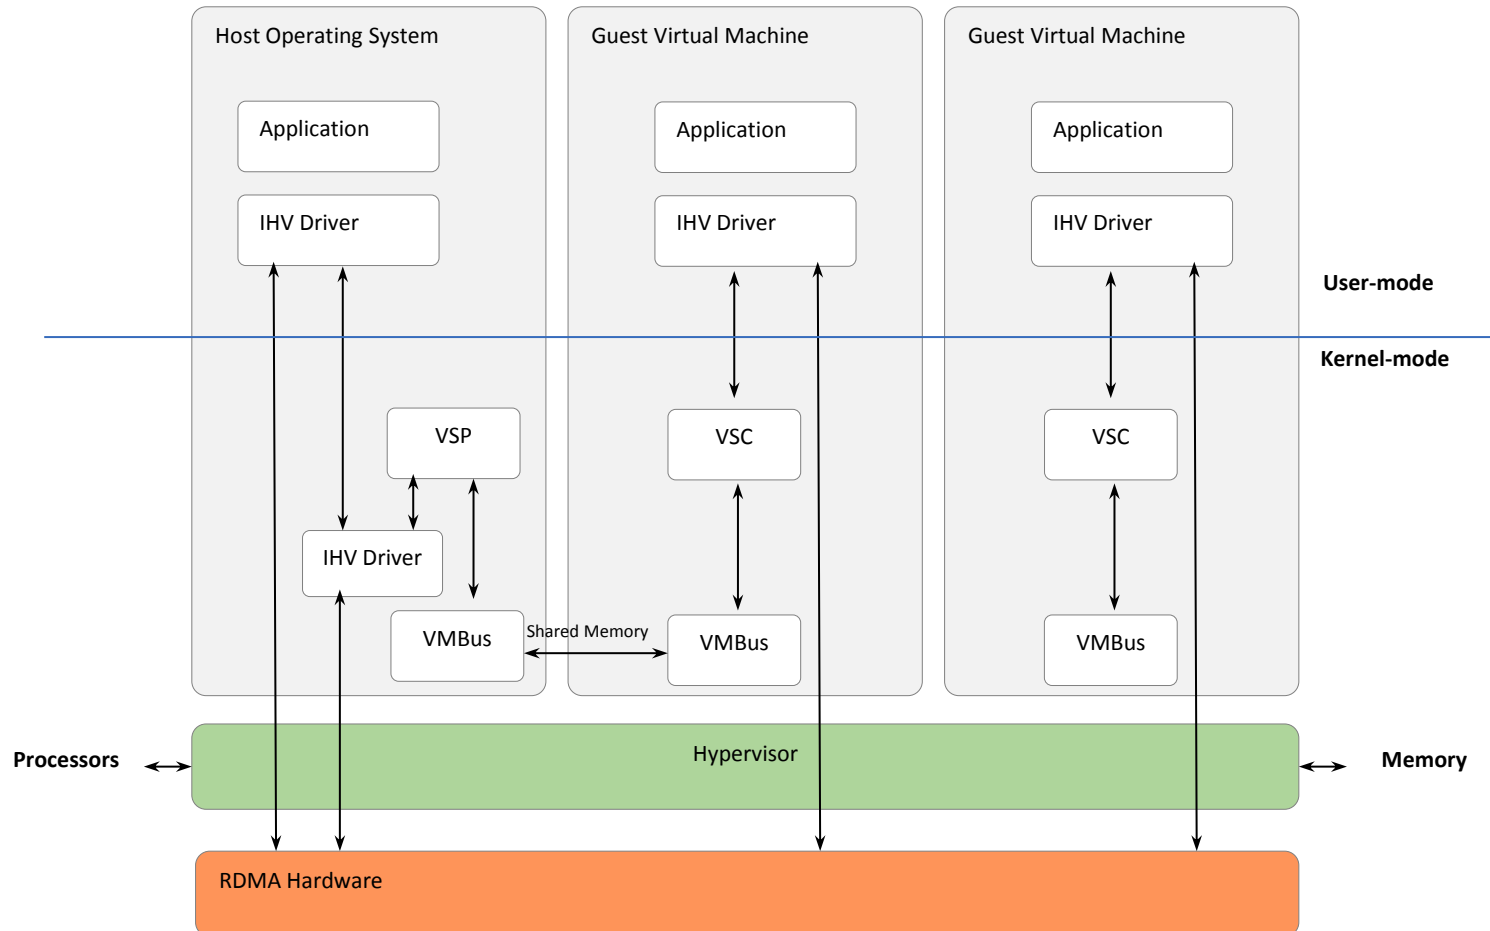 Host Operating System
Guest Virtual Machine
Guest Virtual Machine
Application
Application
Application
IHV Driver
IHV Driver
IHV Driver
User-mode
Kernel-mode
VSP
VSC
VSC
IHV Driver
VMBus
Shared Memory
VMBus
VMBus
Processors
Hypervisor
Memory
RDMA Hardware